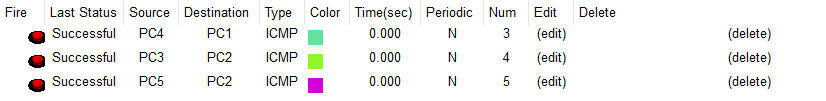 Fire Last Status Source Destination Type Color Time(sec) Periodic Num Edit Delete
Successful PC4 PC1 ICMP 0.000 N 3 (edit) (delete)
Successful PC3 PC2 ICMP 0.000 N 4 (edit) (delete)
Successful PC5 PC2 ICMP 0.000 N 5 (edit) (delete)